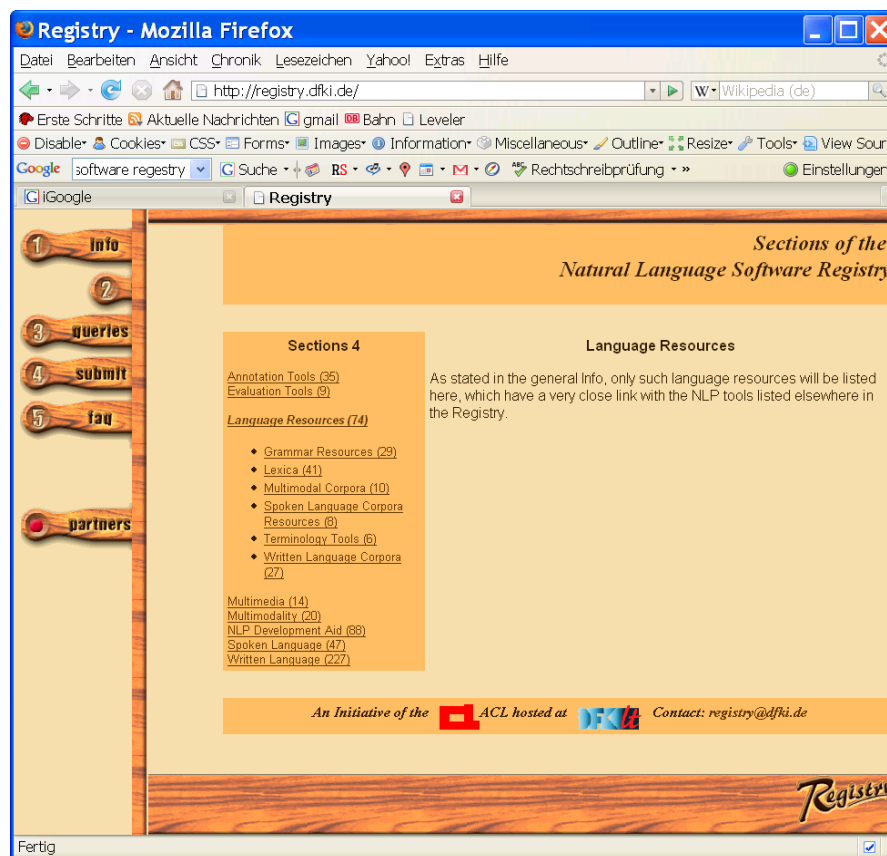 Registry - Mozilla Firefox
Datei Bearbeiten Ansicht Chronik Lesezeichen Yahoo! Extras Hilfe
http://registry.dfki.de/ W Wikipedia (de)
Erste Schritte Aktuelle Nachrichten G gmail DB Bahn Leveler
Disable Cookies CSS Forms Images Information Miscellaneous Outline Resize Tools View Sour
Google software regestry G Suche RS M ABC Rechtschreibprüfung » Einstellungen
G iGoogle Registry
1 Info
2
3 queries
4 submit
5 faq
partners
Sections of the
Natural Language Software Registry
Sections 4
Annotation Tools (35)
Evaluation Tools (9)
Language Resources (74)
Grammar Resources (29)
Lexica (41)
Multimodal Corpora (10)
Spoken Language Corpora
Resources (8)
Terminology Tools (6)
Written Language Corpora
(27)
Multimedia (14)
Multimodality (20)
NLP Development Aid (88)
Spoken Language (47)
Written Language (227)
Language Resources
As stated in the general Info, only such language resources will be listed
here, which have a very close link with the NLP tools listed elsewhere in
the Registry.
An Initiative of the ACL hosted at DFKI lt Contact: registry@dfki.de
Registry
Fertig